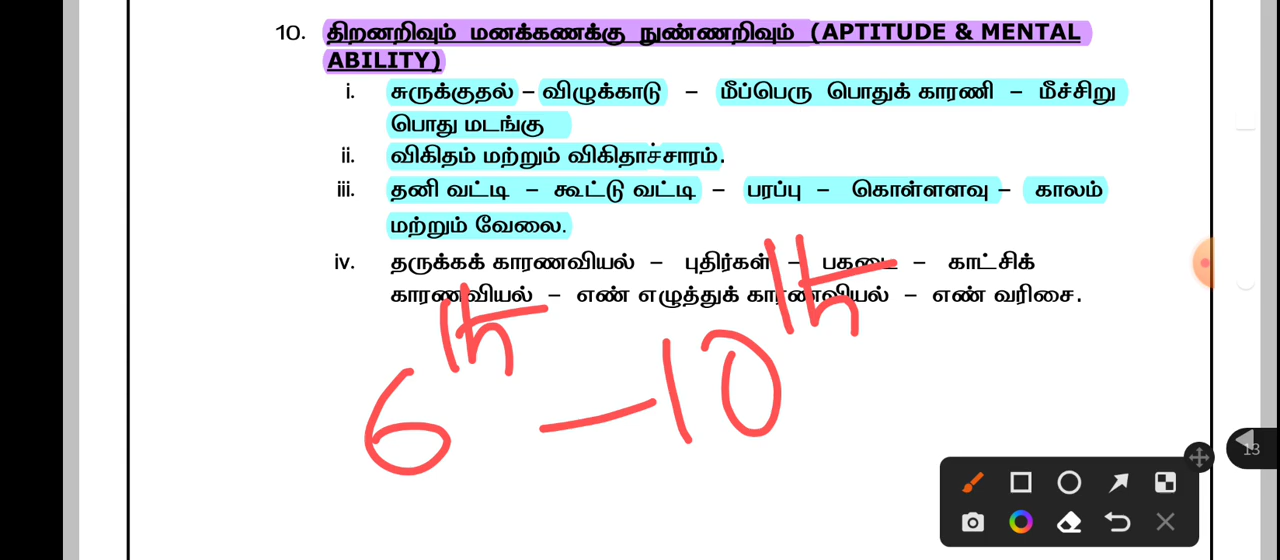 10. திறனறிவும் மனக்கணக்கு நுண்ணறிவும் (APTITUDE & MENTAL
ABILITY)
i. சுருக்குதல் – விழுக்காடு – மீப்பெரு பொதுக் காரணி – மீச்சிறு
பொது மடங்கு
ii. விகிதம் மற்றும் விகிதாச்சாரம்.
iii. தனி வட்டி – கூட்டு வட்டி – பரப்பு – கொள்ளளவு – காலம்
மற்றும் வேலை.
iv. தருக்கக் காரணவியல் – புதிர்கள் – பகடை – காட்சிக்
காரணவியல் – எண் எழுத்துக் காரணவியல் – எண் வரிசை.
6th – 10th
13